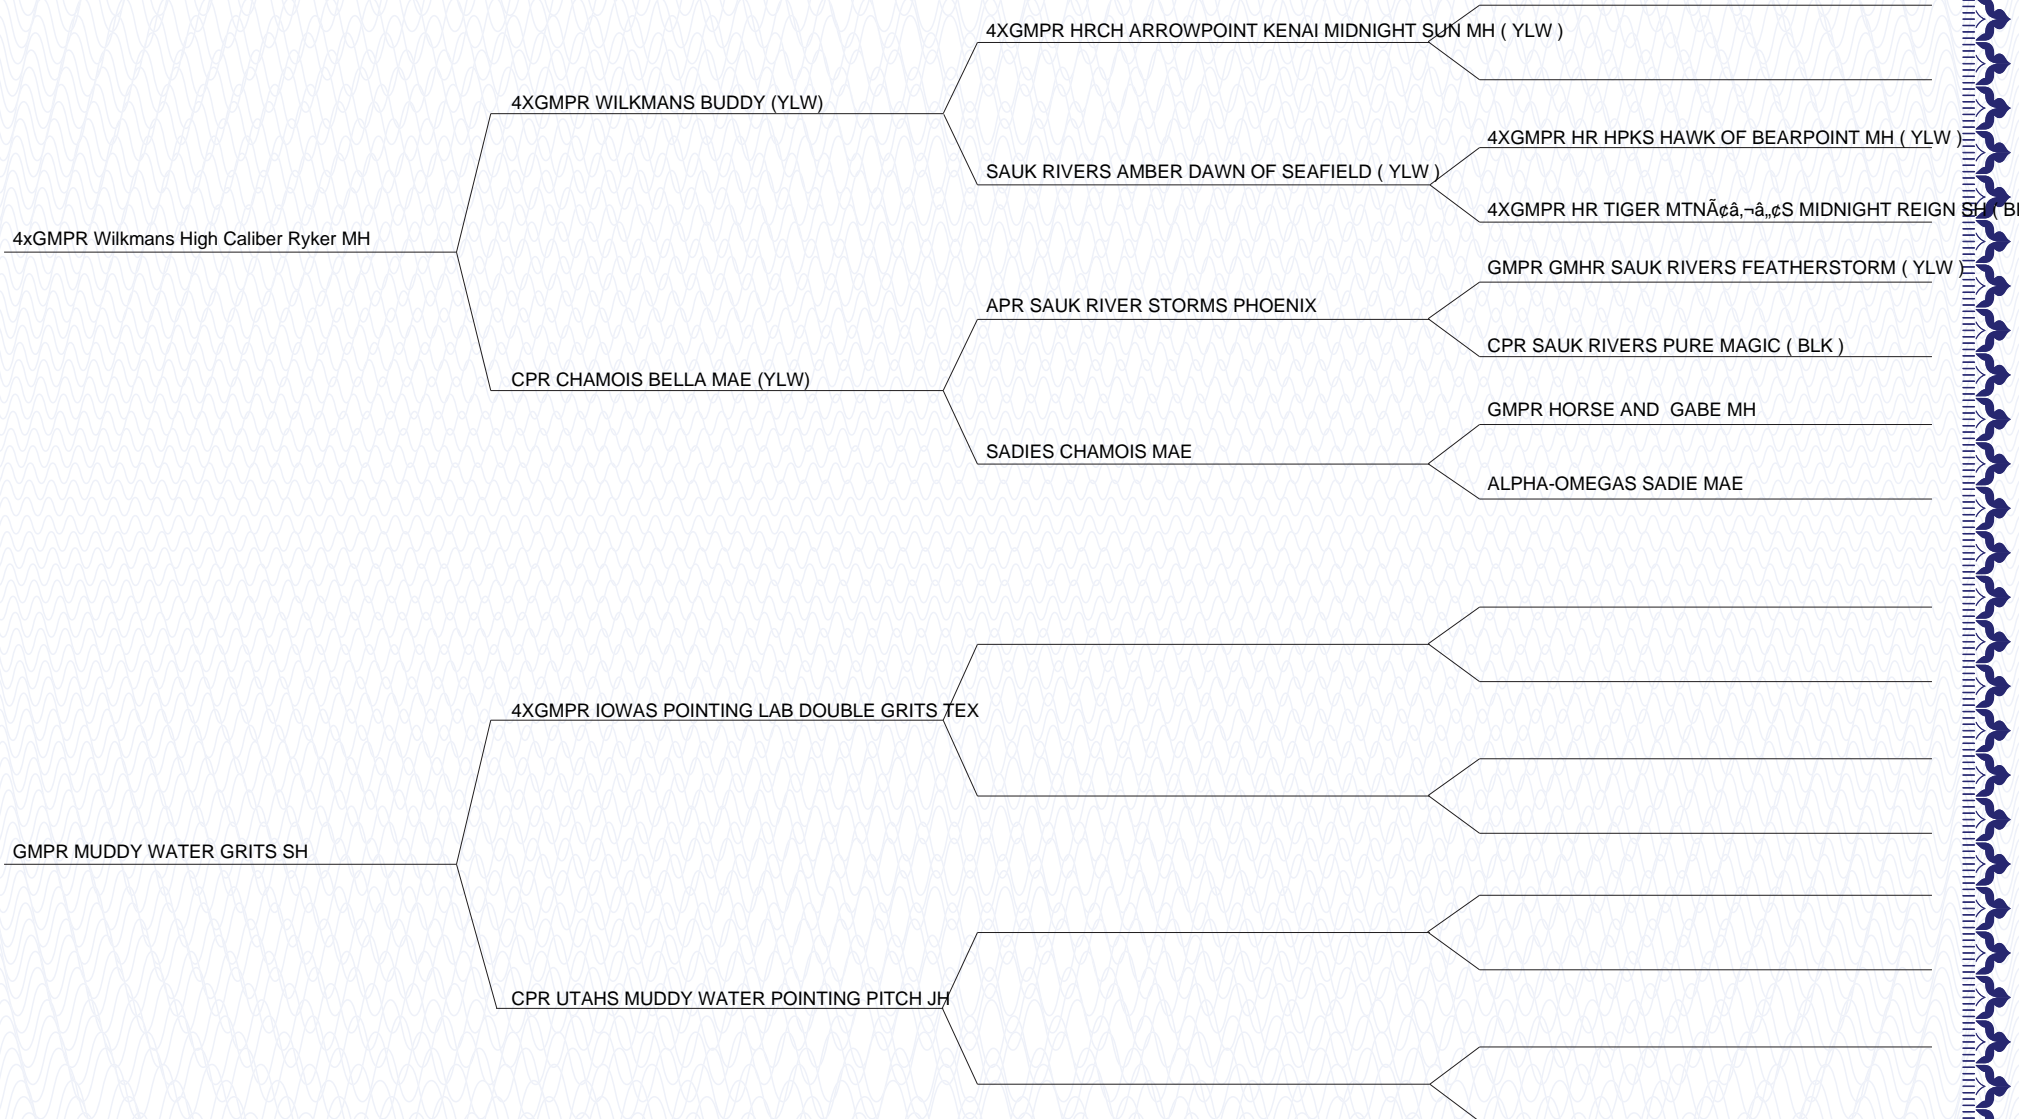 4XGMPR HRCH ARROWPOINT KENAI MIDNIGHT SUN MH ( YLW )
4XGMPR WILKMANS BUDDY (YLW)
4XGMPR HR HPKS HAWK OF BEARPOINT MH ( YLW )
SAUK RIVERS AMBER DAWN OF SEAFIELD ( YLW )
4XGMPR HR TIGER MTNÃ¢â‚¬â„¢S MIDNIGHT REIGN SH ( BL
4xGMPR Wilkmans High Caliber Ryker MH
GMPR GMHR SAUK RIVERS FEATHERSTORM ( YLW )
APR SAUK RIVER STORMS PHOENIX
CPR SAUK RIVERS PURE MAGIC ( BLK )
CPR CHAMOIS BELLA MAE (YLW)
GMPR HORSE AND  GABE MH
SADIES CHAMOIS MAE
ALPHA-OMEGAS SADIE MAE
4XGMPR IOWAS POINTING LAB DOUBLE GRITS TEX
GMPR MUDDY WATER GRITS SH
CPR UTAHS MUDDY WATER POINTING PITCH JH